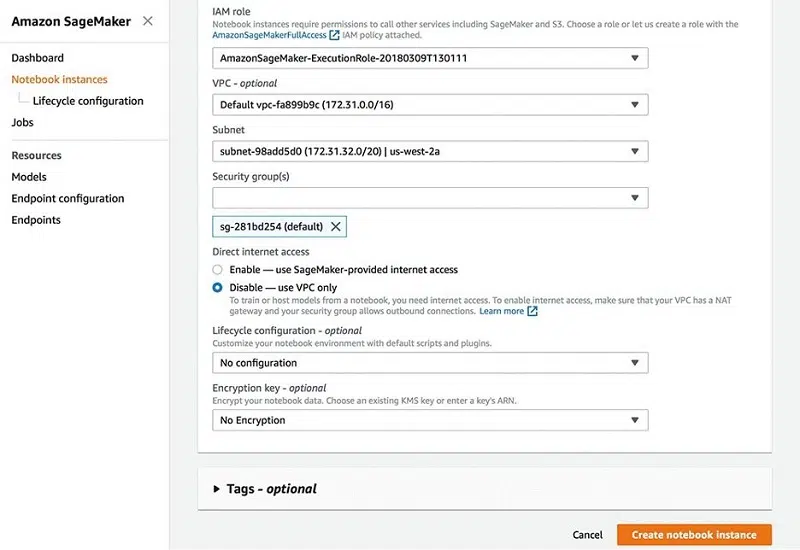 Amazon SageMaker
Dashboard
Notebook instances
Lifecycle configuration
Jobs
Resources
Models
Endpoint configuration
Endpoints
IAM role
Notebook instances require permissions to call other services including SageMaker and S3. Choose a role or let us create a role with the
AmazonSageMakerFullAccess IAM policy attached.
AmazonSageMaker-ExecutionRole-20180309T130111
VPC - optional
Default vpc-fa899b9c (172.31.0.0/16)
Subnet
subnet-98add5d0 (172.31.32.0/20) | us-west-2a
Security group(s)
sg-281bd254 (default)
Direct internet access
Enable — use SageMaker-provided internet access
Disable — use VPC only
To train or host models from a notebook, you need internet access. To enable internet access, make sure that your VPC has a NAT
gateway and your security group allows outbound connections. Learn more
Lifecycle configuration - optional
Customize your notebook environment with default scripts and plugins.
No configuration
Encryption key - optional
Encrypt your notebook data. Choose an existing KMS key or enter a key's ARN.
No Encryption
Tags - optional
Cancel
Create notebook instance